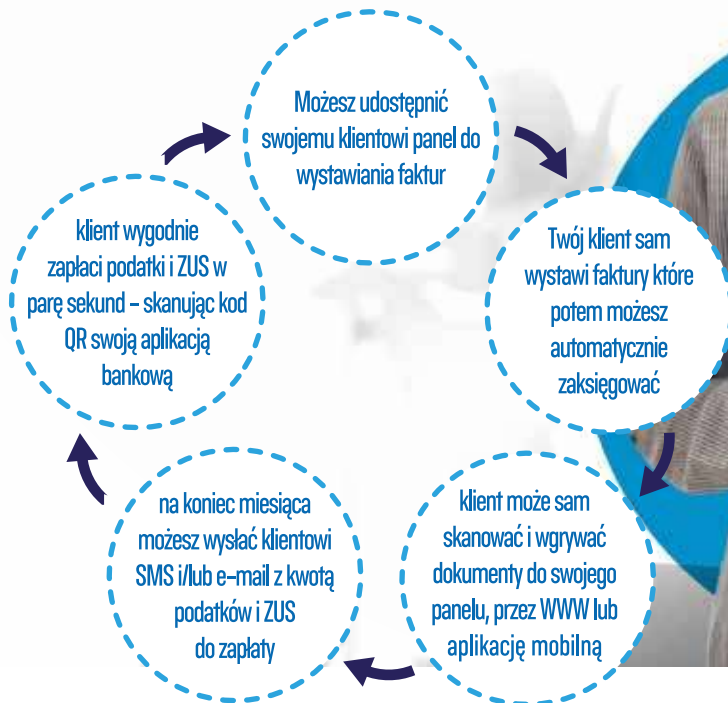 Możesz udostępnić
swojemu klientowi panel do
wystawiania faktur
Twój klient sam
wystawi faktury które
potem możesz
automatycznie
zaksięgować
klient może sam
skanować i wgrywać
dokumenty do swojego
panelu, przez WWW lub
aplikację mobilną
na koniec miesiąca
możesz wysłać klientowi
SMS i/lub e-mail z kwotą
podatków i ZUS
do zapłaty
klient wygodnie
zapłaci podatki i ZUS w
parę sekund – skanując kod
QR swoją aplikacją
bankową